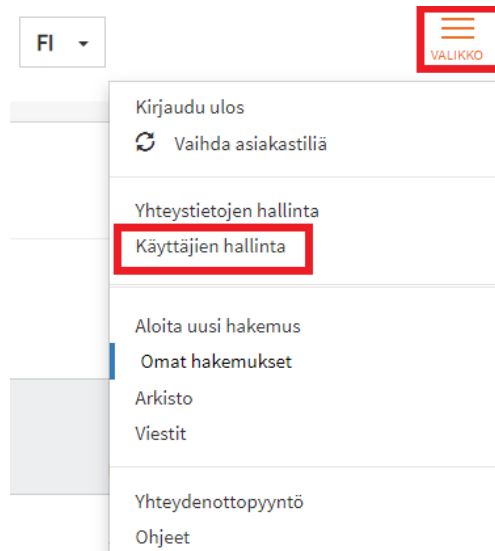 FI
VALIKKO
Kirjaudu ulos
Vaihda asiakastiliä
Yhteystietojen hallinta
Käyttäjien hallinta
Aloita uusi hakemus
Omat hakemukset
Arkisto
Viestit
Yhteydenottopyyntö
Ohjeet